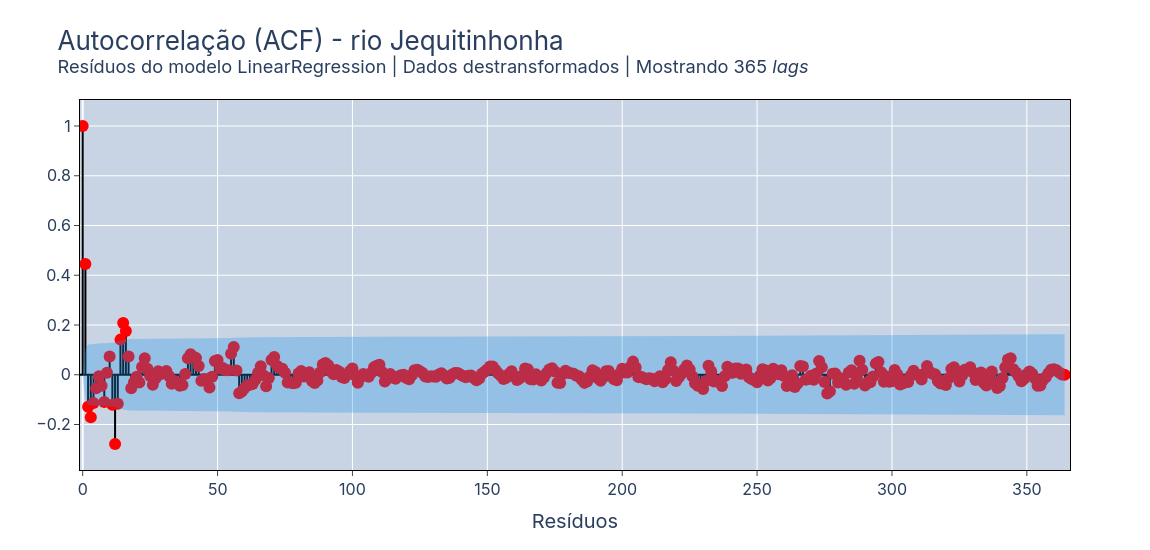 Autocorrelação (ACF) - rio Jequitinhonha
Resíduos do modelo LinearRegression | Dados destransformados | Mostrando 365 lags
1
0.8
0.6
0.4
0.2
0
−0.2
0 50 100 150 200 250 300 350
Resíduos